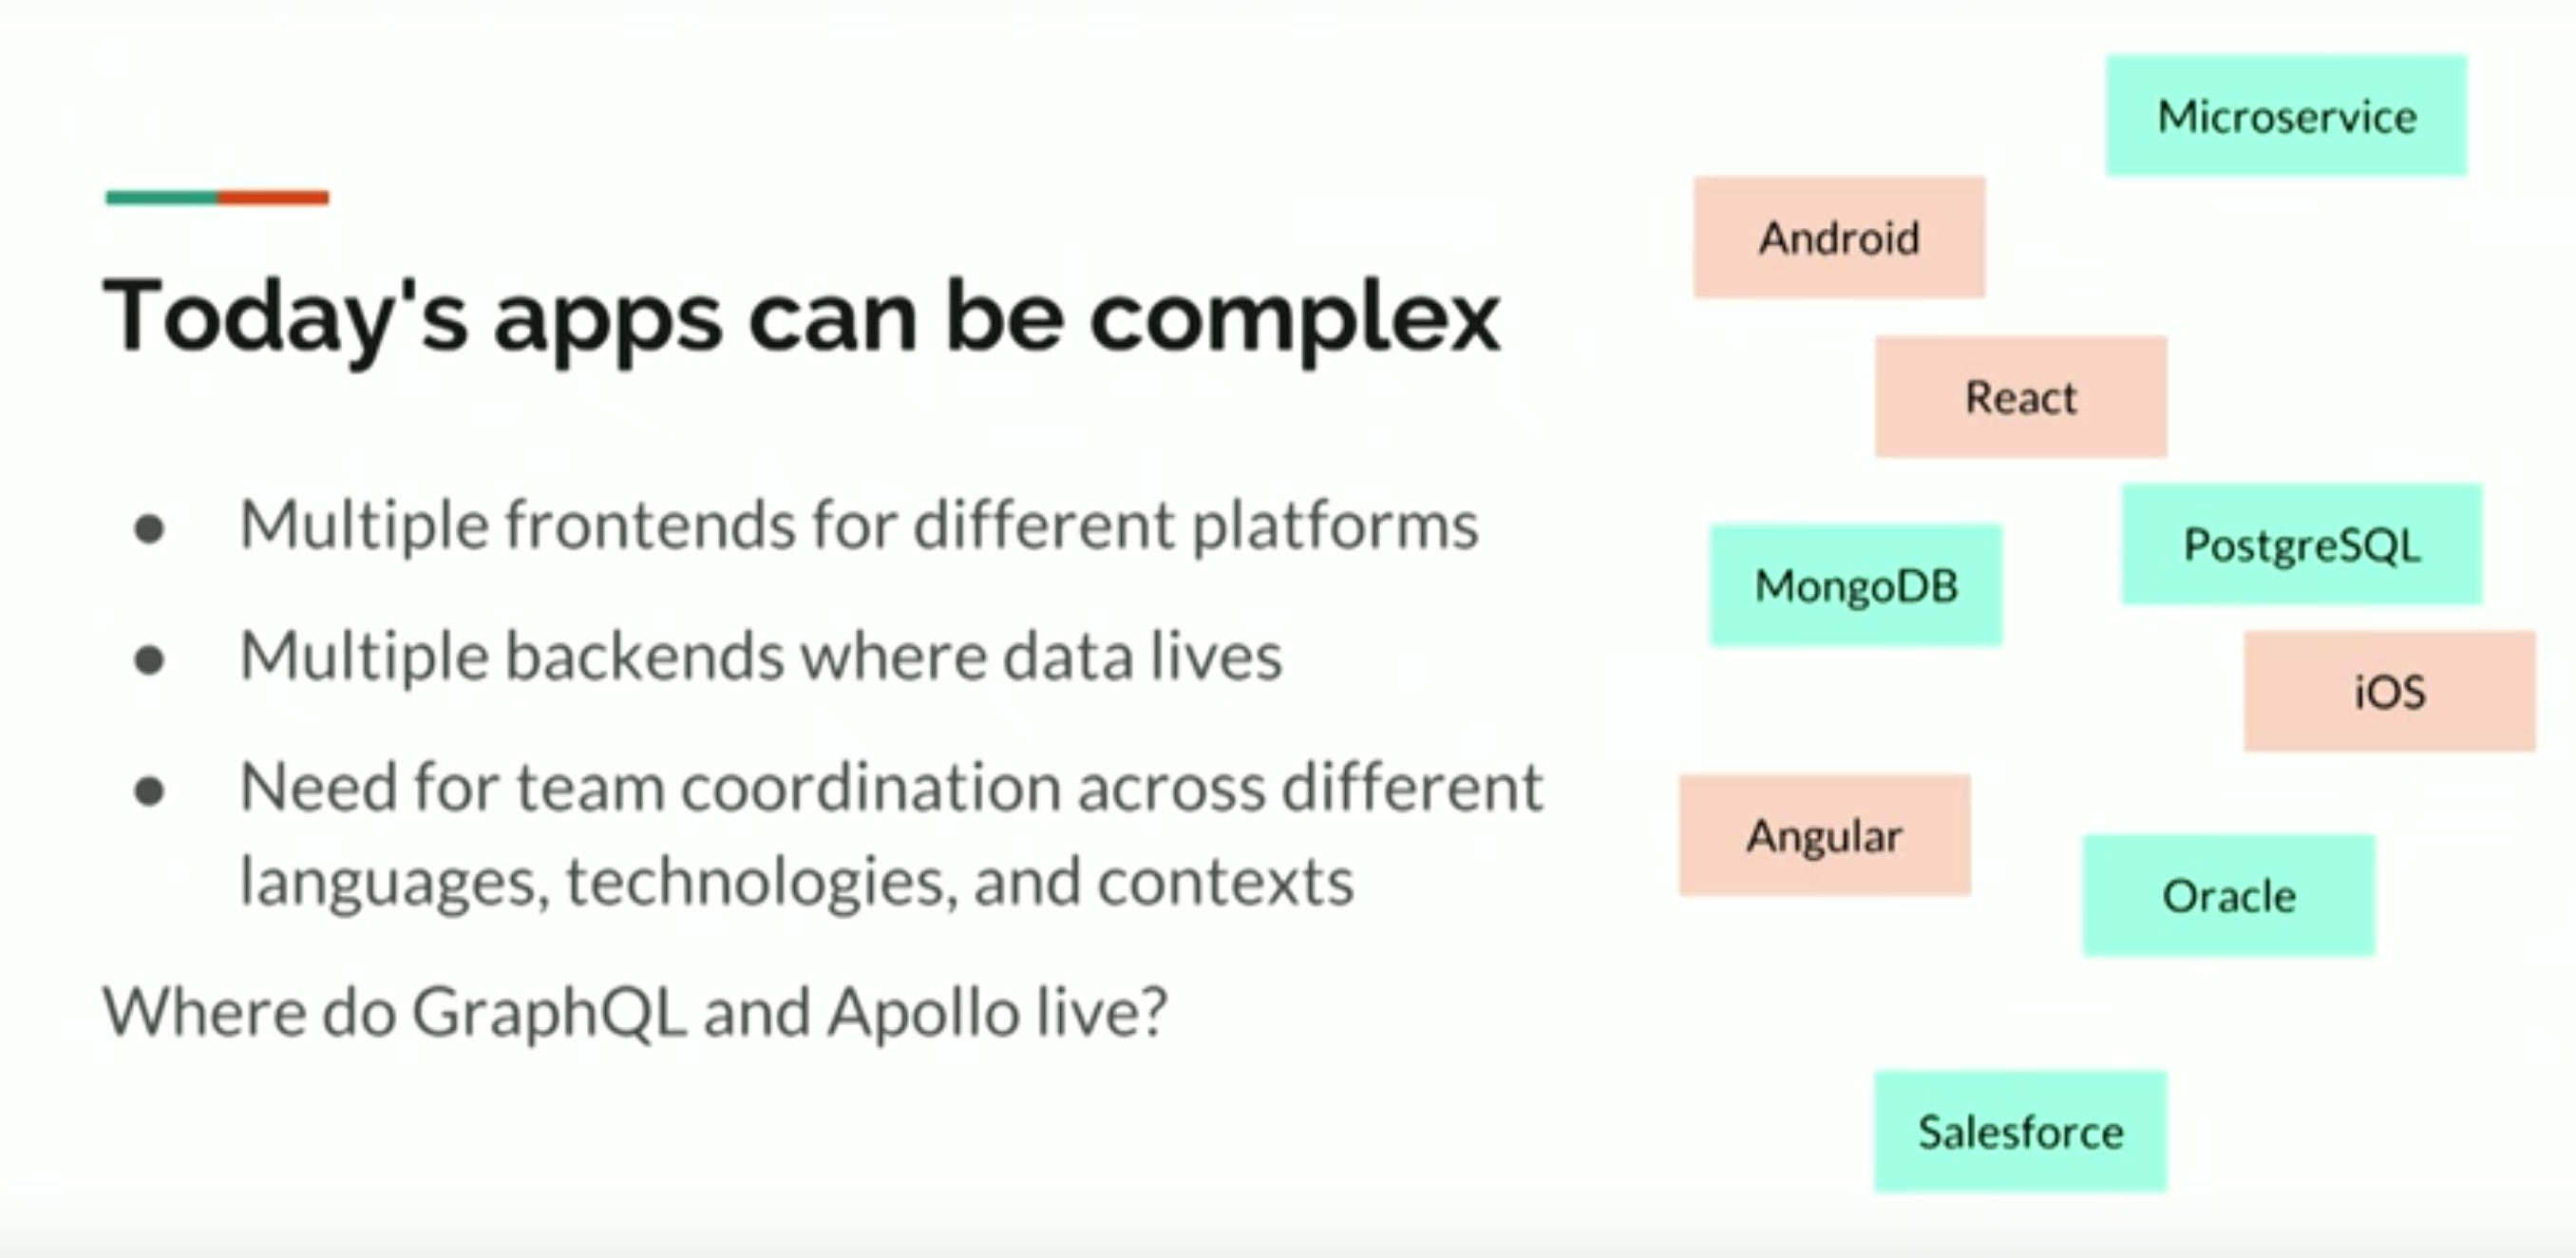 Today's apps can be complex
● Multiple frontends for different platforms
● Multiple backends where data lives
● Need for team coordination across different
languages, technologies, and contexts
Where do GraphQL and Apollo live?
Microservice
Android
React
PostgreSQL
MongoDB
iOS
Angular
Oracle
Salesforce